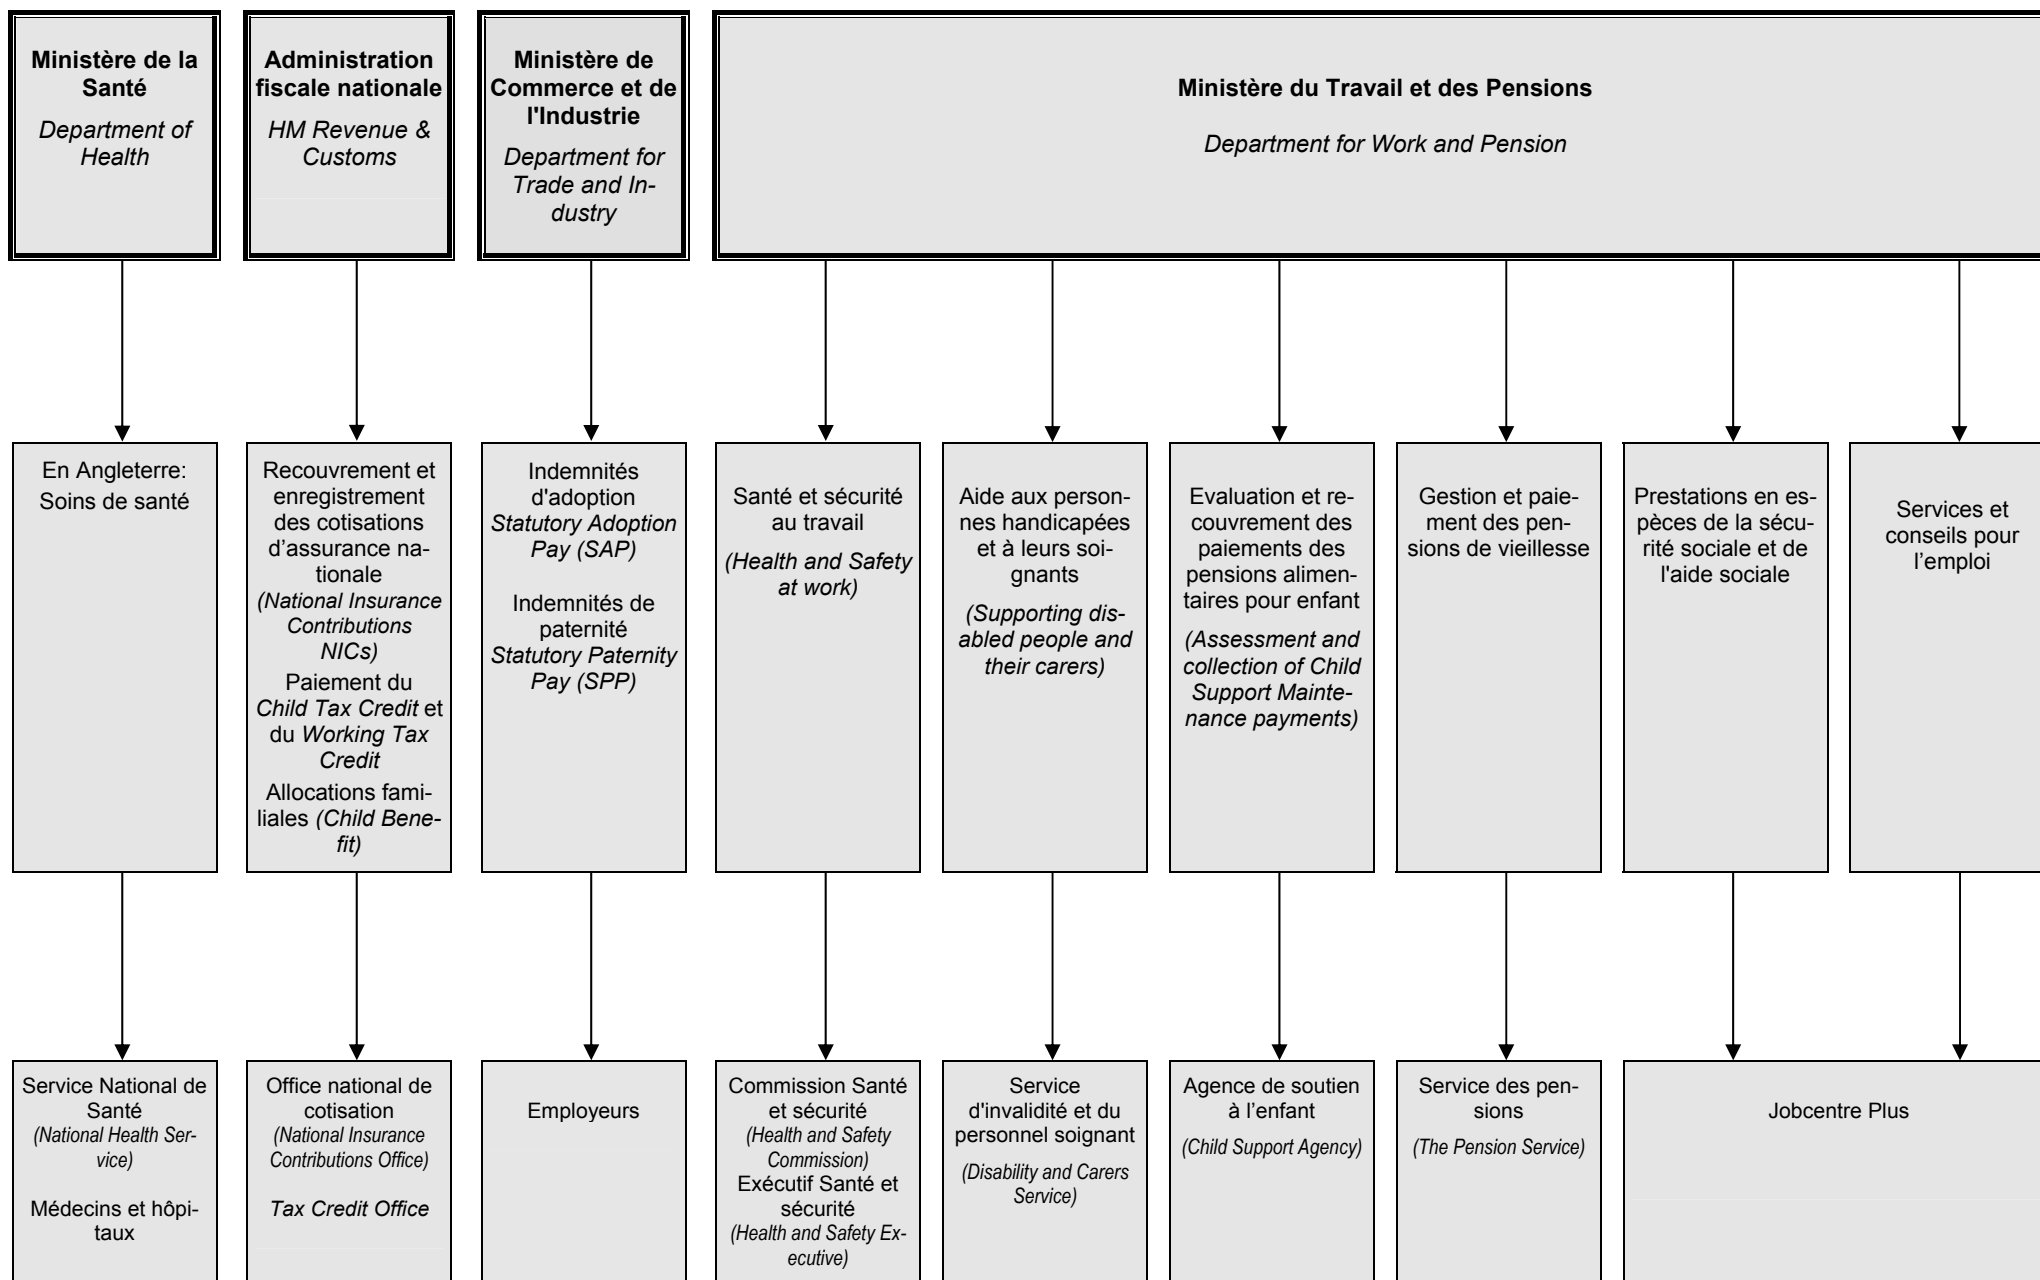 Ministère de la
Santé
Department of
Health
Administration
fiscale nationale
HM Revenue &
Customs
Ministère de
Commerce et de
l'Industrie
Department for
Trade and In-
dustry
Ministère du Travail et des Pensions
Department for Work and Pension
En Angleterre:
Soins de santé
Recouvrement et
enregistrement
des cotisations
d’assurance na-
tionale
(National Insurance
Contributions
NICs)
Paiement du
Child Tax Credit et
du Working Tax
Credit
Allocations fami-
liales (Child Bene-
fit)
Indemnités
d'adoption
Statutory Adoption
Pay (SAP)
Indemnités de
paternité
Statutory Paternity
Pay (SPP)
Santé et sécurité
au travail
(Health and Safety
at work)
Aide aux person-
nes handicapées
et à leurs soi-
gnants
(Supporting dis-
abled people and
their carers)
Evaluation et re-
couvrement des
paiements des
pensions alimen-
taires pour enfant
(Assessment and
collection of Child
Support Mainte-
nance payments)
Gestion et paie-
ment des pen-
sions de vieillesse
Prestations en es-
pèces de la sécu-
rité sociale et de
l'aide sociale
Services et
conseils pour
l’emploi
Service National de
Santé
(National Health Ser-
vice)
Médecins et hôpi-
taux
Office national de
cotisation
(National Insurance
Contributions Office)
Tax Credit Office
Employeurs
Commission Santé
et sécurité
(Health and Safety
Commission)
Exécutif Santé et
sécurité
(Health and Safety Ex-
ecutive)
Service
d'invalidité et du
personnel soignant
(Disability and Carers
Service)
Agence de soutien
à l’enfant
(Child Support Agency)
Service des pen-
sions
(The Pension Service)
Jobcentre Plus